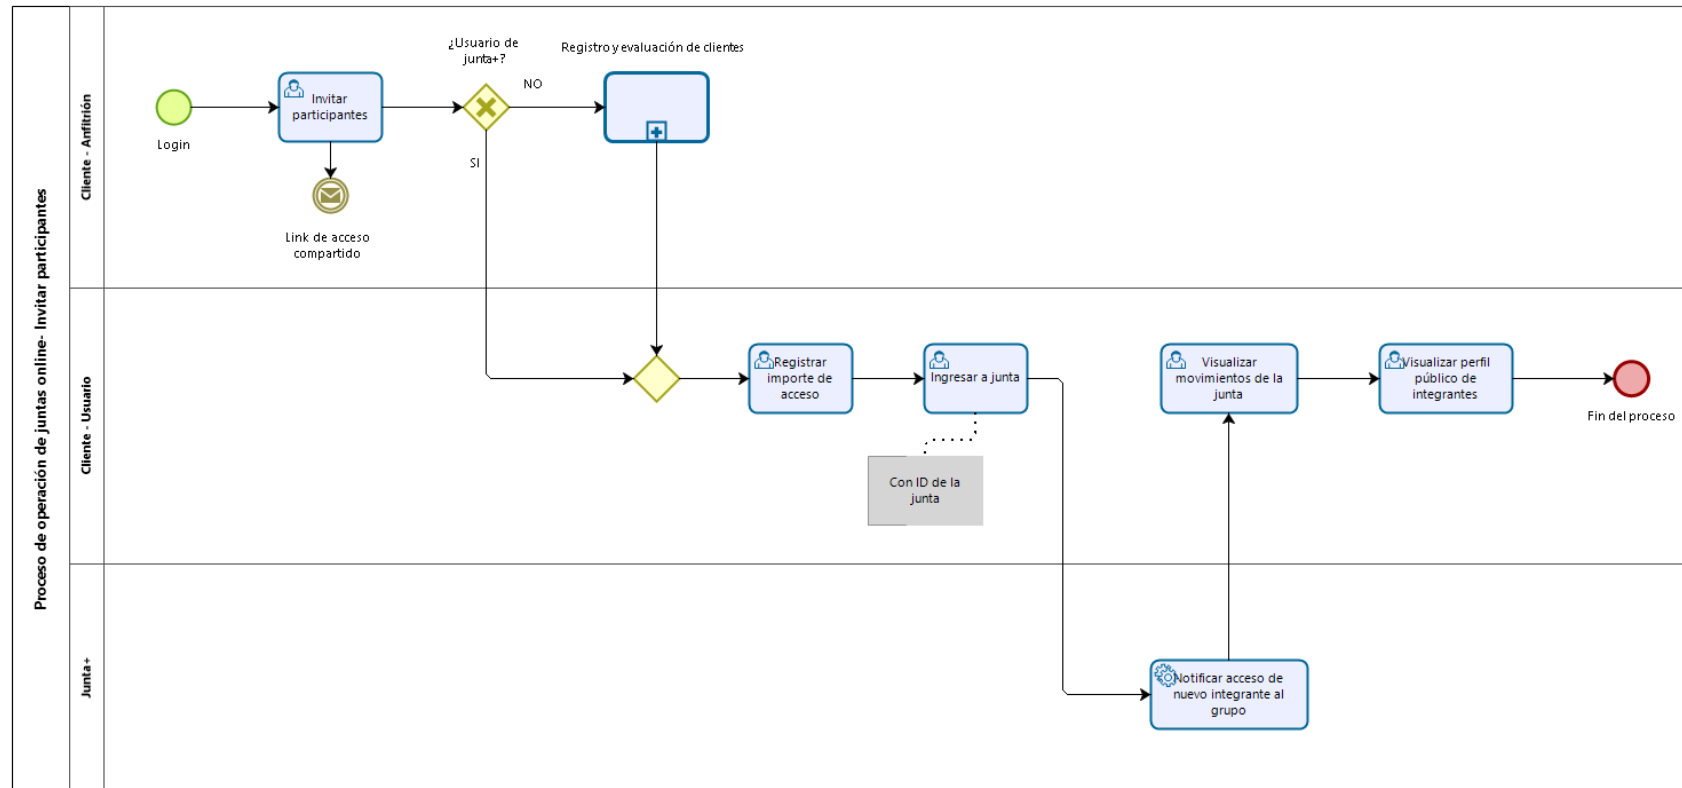 Proceso de operación de juntas online- Invitar participantes
Cliente - Anfitrión
Login
Invitar
participantes
Link de acceso
compartido
¿Usuario de
junta+?
NO
SI
Registro y evaluación de clientes
Cliente - Usuario
Registrar
importe de
acceso
Ingresar a junta
Con ID de la
junta
Visualizar
movimientos de la
junta
Visualizar perfil
público de
integrantes
Fin del proceso
Junta+
Notificar acceso de
nuevo integrante al
grupo